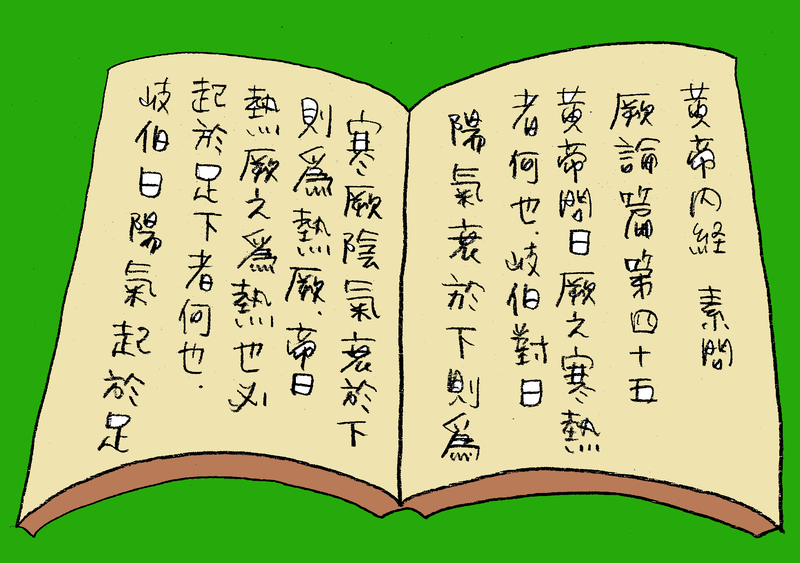 黄帝内経 素問
厥論篇第四十五
黄帝問曰厥之寒熱
者何也.岐伯對曰
陽氣衰於下則爲
寒厥陰氣衰於下
則爲熱厥.帝曰
熱厥之爲熱也必
起於足下者何也.
岐伯曰陽氣起於足